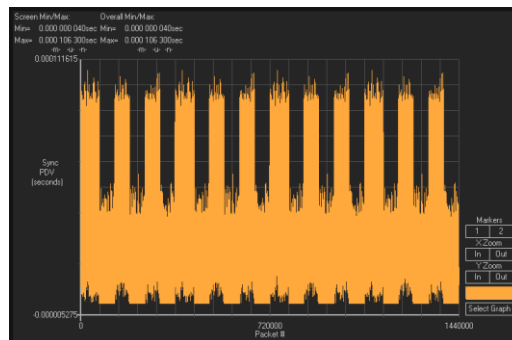 Screen Min/Max: Overall Min/Max:
Min= 0.000 000 040sec Min= 0.000 000 040sec
Max= 0.000 106 300sec Max= 0.000 106 300sec
-m- -u- -n- -m- -u- -n-
0.000111615
Sync
PDV
(seconds)
-0.000005275
0 720000 1440000
Packet #
Markers
1 2
X Zoom
In Out
Y Zoom
In Out
Select Graph